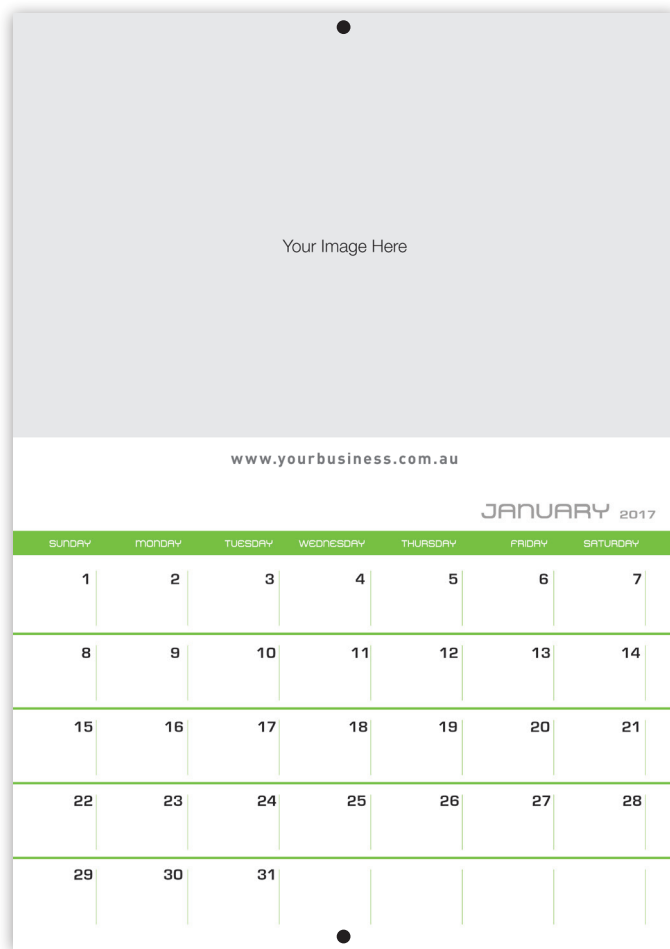 Your Image Here
www.yourbusiness.com.au
JANUARY 2017
SUNDAY MONDAY TUESDAY WEDNESDAY THURSDAY FRIDAY SATURDAY
1 2 3 4 5 6 7
8 9 10 11 12 13 14
15 16 17 18 19 20 21
22 23 24 25 26 27 28
29 30 31